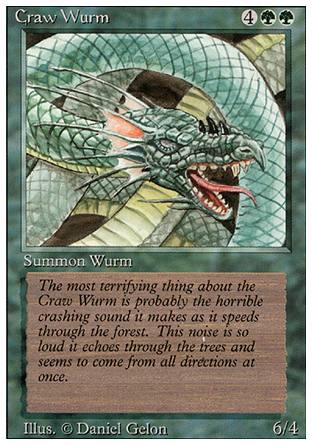 Craw Wurm 4
Summon Wurm
The most terrifying thing about the
Craw Wurm is probably the horrible
crashing sound it makes as it speeds
through the forest. This noise is so
loud it echoes through the trees and
seems to come from all directions at
once.
Illus. © Daniel Gelon 6/4